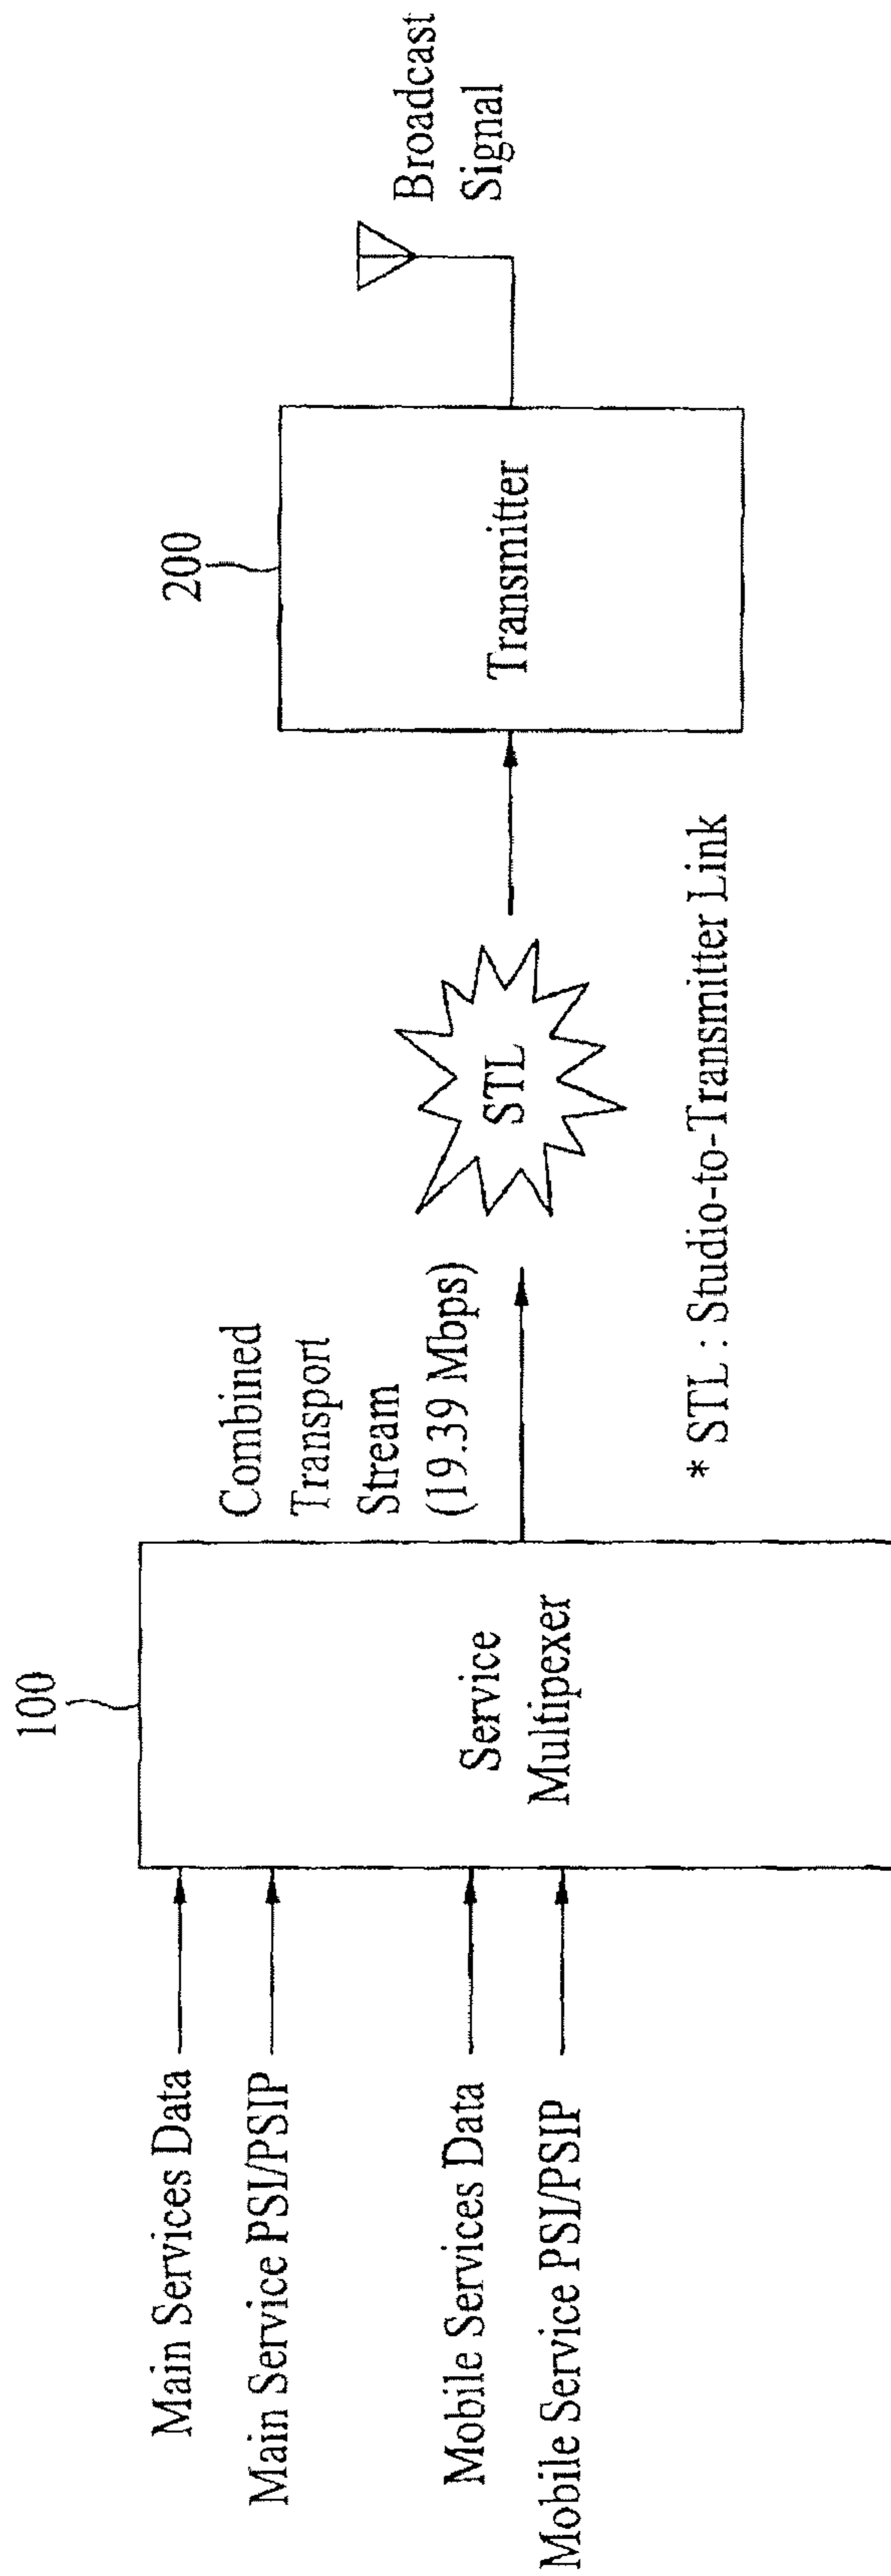 Main Services Data
Main Service PSI/PSIP
Mobile Services Data
Mobile Service PSI/PSIP
100
Service
Multipexer
Combined
Transport
Stream
(19.39 Mbps)
STL
* STL : Studio-to-Transmitter Link
200
Transmitter
Broadcast
Signal